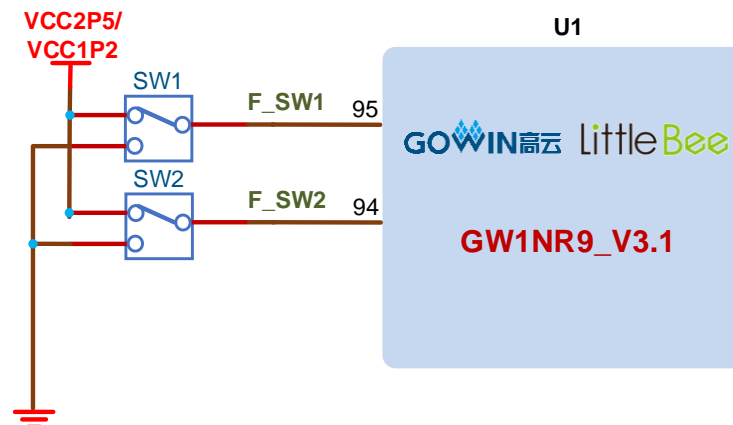 VCC2P5/
VCC1P2
U1
SW1
F_SW1
95
GOWIN高云
LittleBee
SW2
F_SW2
94
GW1NR9_V3.1